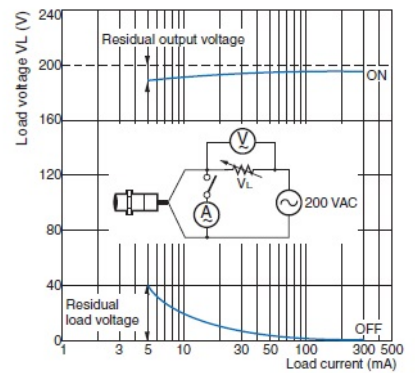 Load voltage VL (V)
240
200
160
120
80
40
0
Residual output voltage
ON
V
VL
A
200 VAC
Residual
load voltage
OFF
1 3 5 10 30 50 100 300 500
Load current (mA)